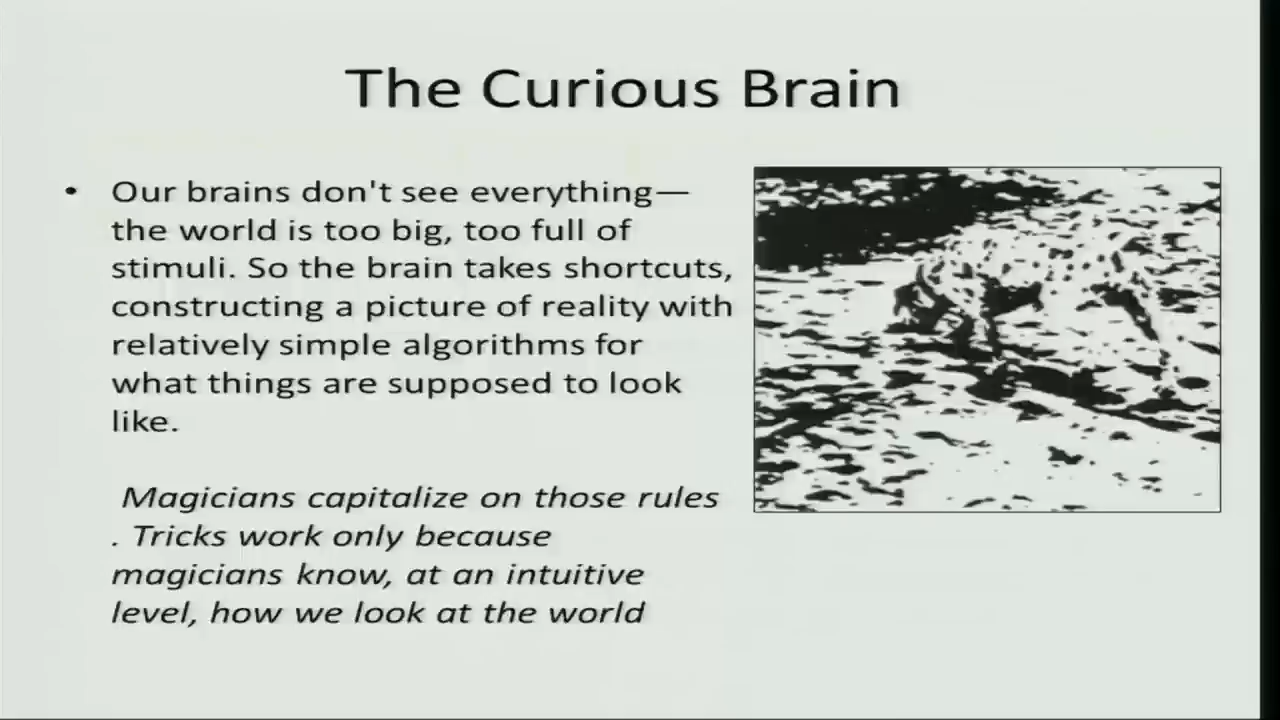 The Curious Brain
• Our brains don't see everything—
the world is too big, too full of
stimuli. So the brain takes shortcuts,
constructing a picture of reality with
relatively simple algorithms for
what things are supposed to look
like.
Magicians capitalize on those rules
. Tricks work only because
magicians know, at an intuitive
level, how we look at the world